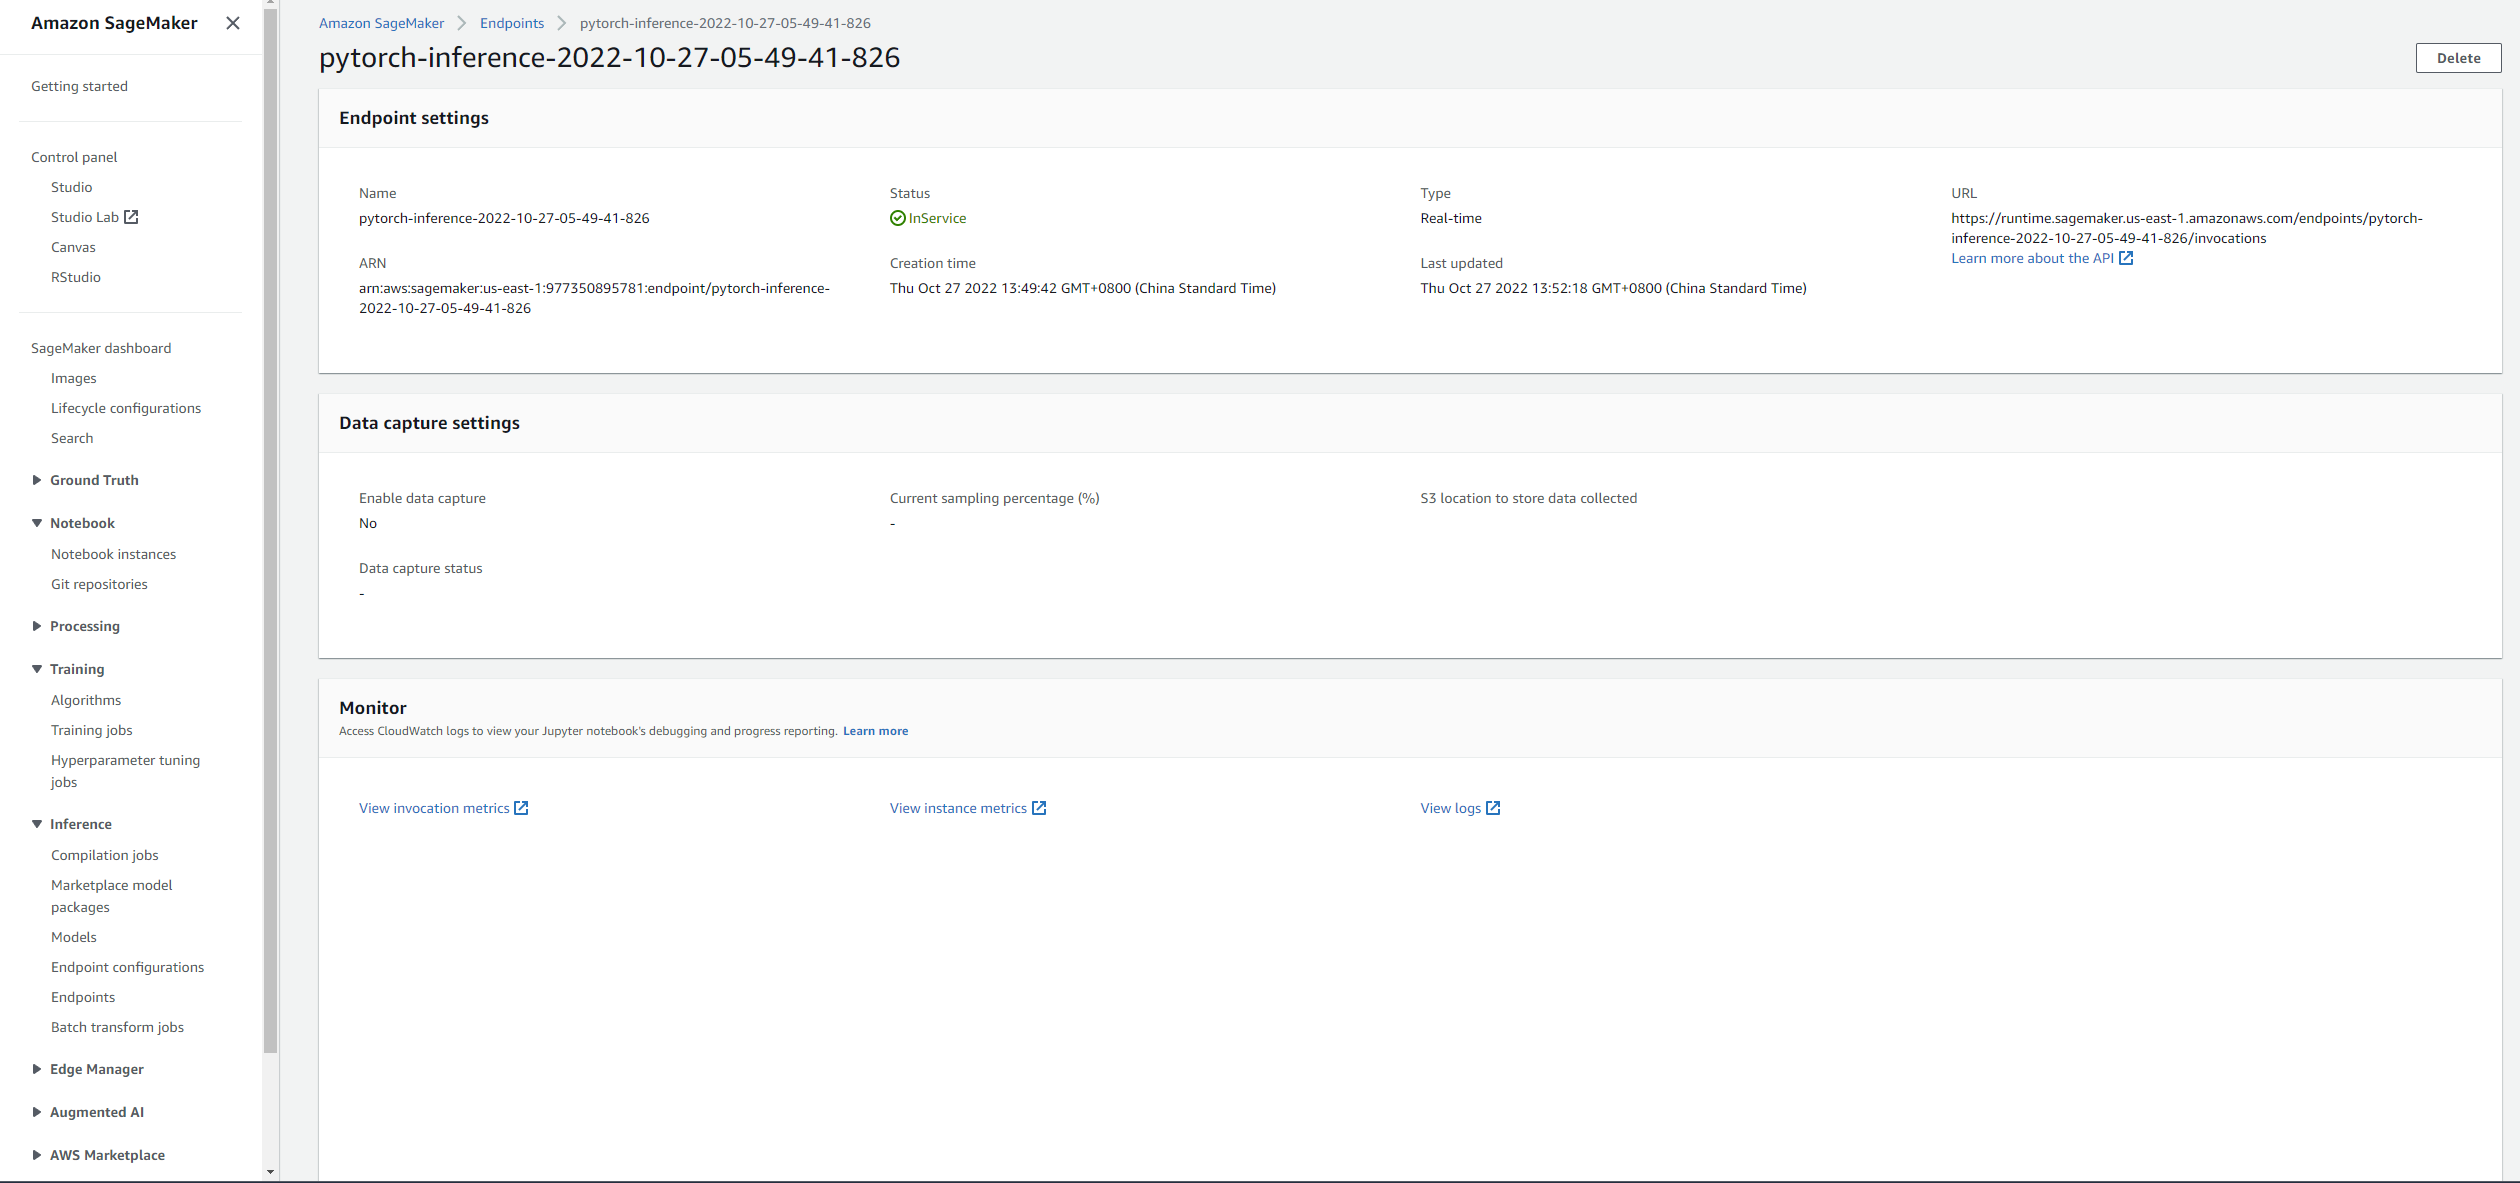 Amazon SageMaker
Getting started
Control panel
Studio
Studio Lab
Canvas
RStudio
SageMaker dashboard
Images
Lifecycle configurations
Search
Ground Truth
Notebook
Notebook instances
Git repositories
Processing
Training
Algorithms
Training jobs
Hyperparameter tuning
jobs
Inference
Compilation jobs
Marketplace model
packages
Models
Endpoint configurations
Endpoints
Batch transform jobs
Edge Manager
Augmented AI
AWS Marketplace
Amazon SageMaker > Endpoints > pytorch-inference-2022-10-27-05-49-41-826
pytorch-inference-2022-10-27-05-49-41-826
Delete
Endpoint settings
Name
pytorch-inference-2022-10-27-05-49-41-826
Status
InService
Type
Real-time
URL
https://runtime.sagemaker.us-east-1.amazonaws.com/endpoints/pytorch-
inference-2022-10-27-05-49-41-826/invocations
Learn more about the API
ARN
arn:aws:sagemaker:us-east-1:977350895781:endpoint/pytorch-inference-
2022-10-27-05-49-41-826
Creation time
Thu Oct 27 2022 13:49:42 GMT+0800 (China Standard Time)
Last updated
Thu Oct 27 2022 13:52:18 GMT+0800 (China Standard Time)
Data capture settings
Enable data capture
No
Current sampling percentage (%)
-
S3 location to store data collected
Data capture status
-
Monitor
Access CloudWatch logs to view your Jupyter notebook's debugging and progress reporting. Learn more
View invocation metrics
View instance metrics
View logs